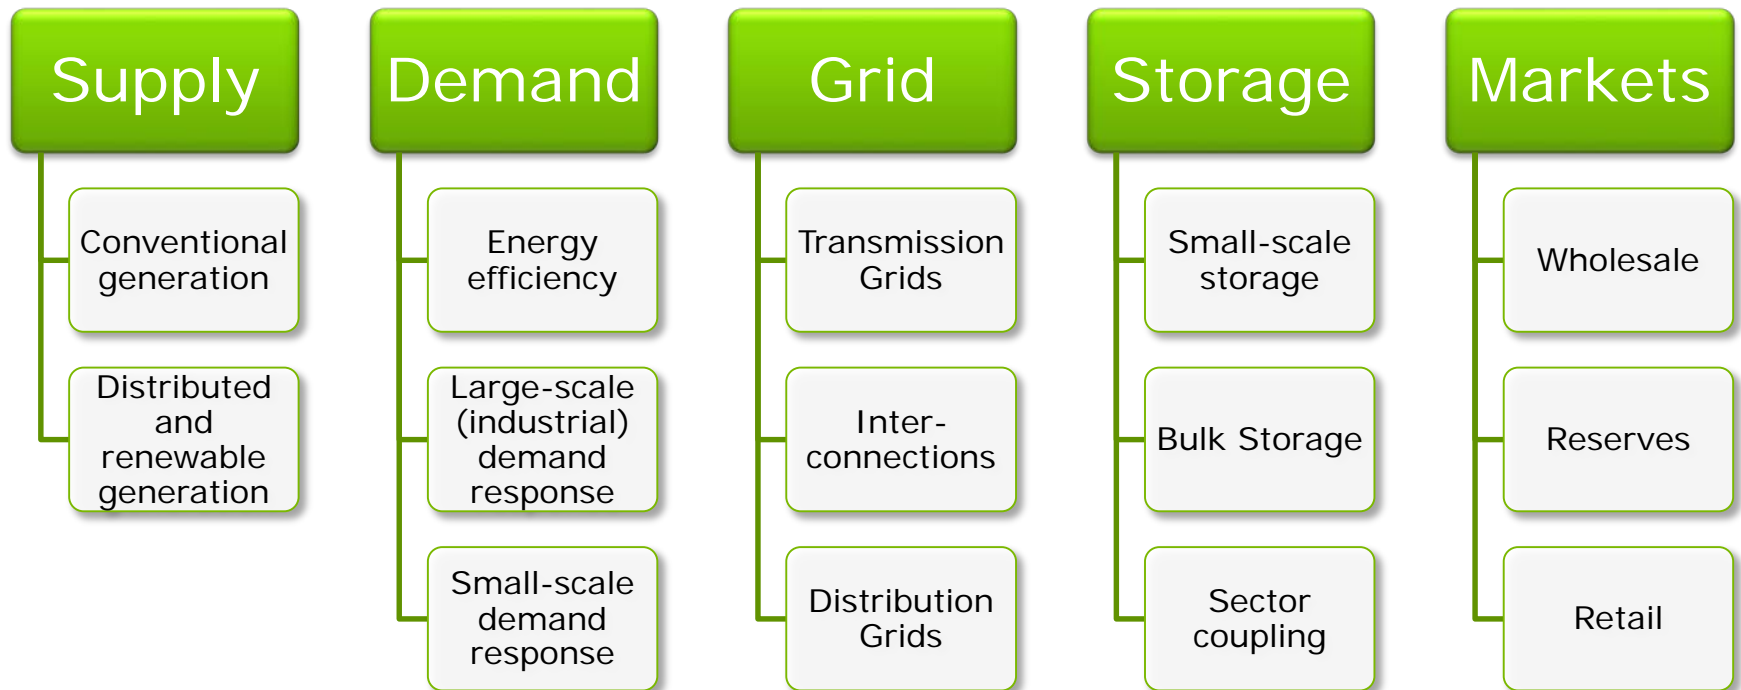 Supply
Conventional
generation
Distributed
and
renewable
generation
Demand
Energy
efficiency
Large-scale
(industrial)
demand
response
Small-scale
demand
response
Grid
Transmission
Grids
Inter-
connections
Distribution
Grids
Storage
Small-scale
storage
Bulk Storage
Sector
coupling
Markets
Wholesale
Reserves
Retail